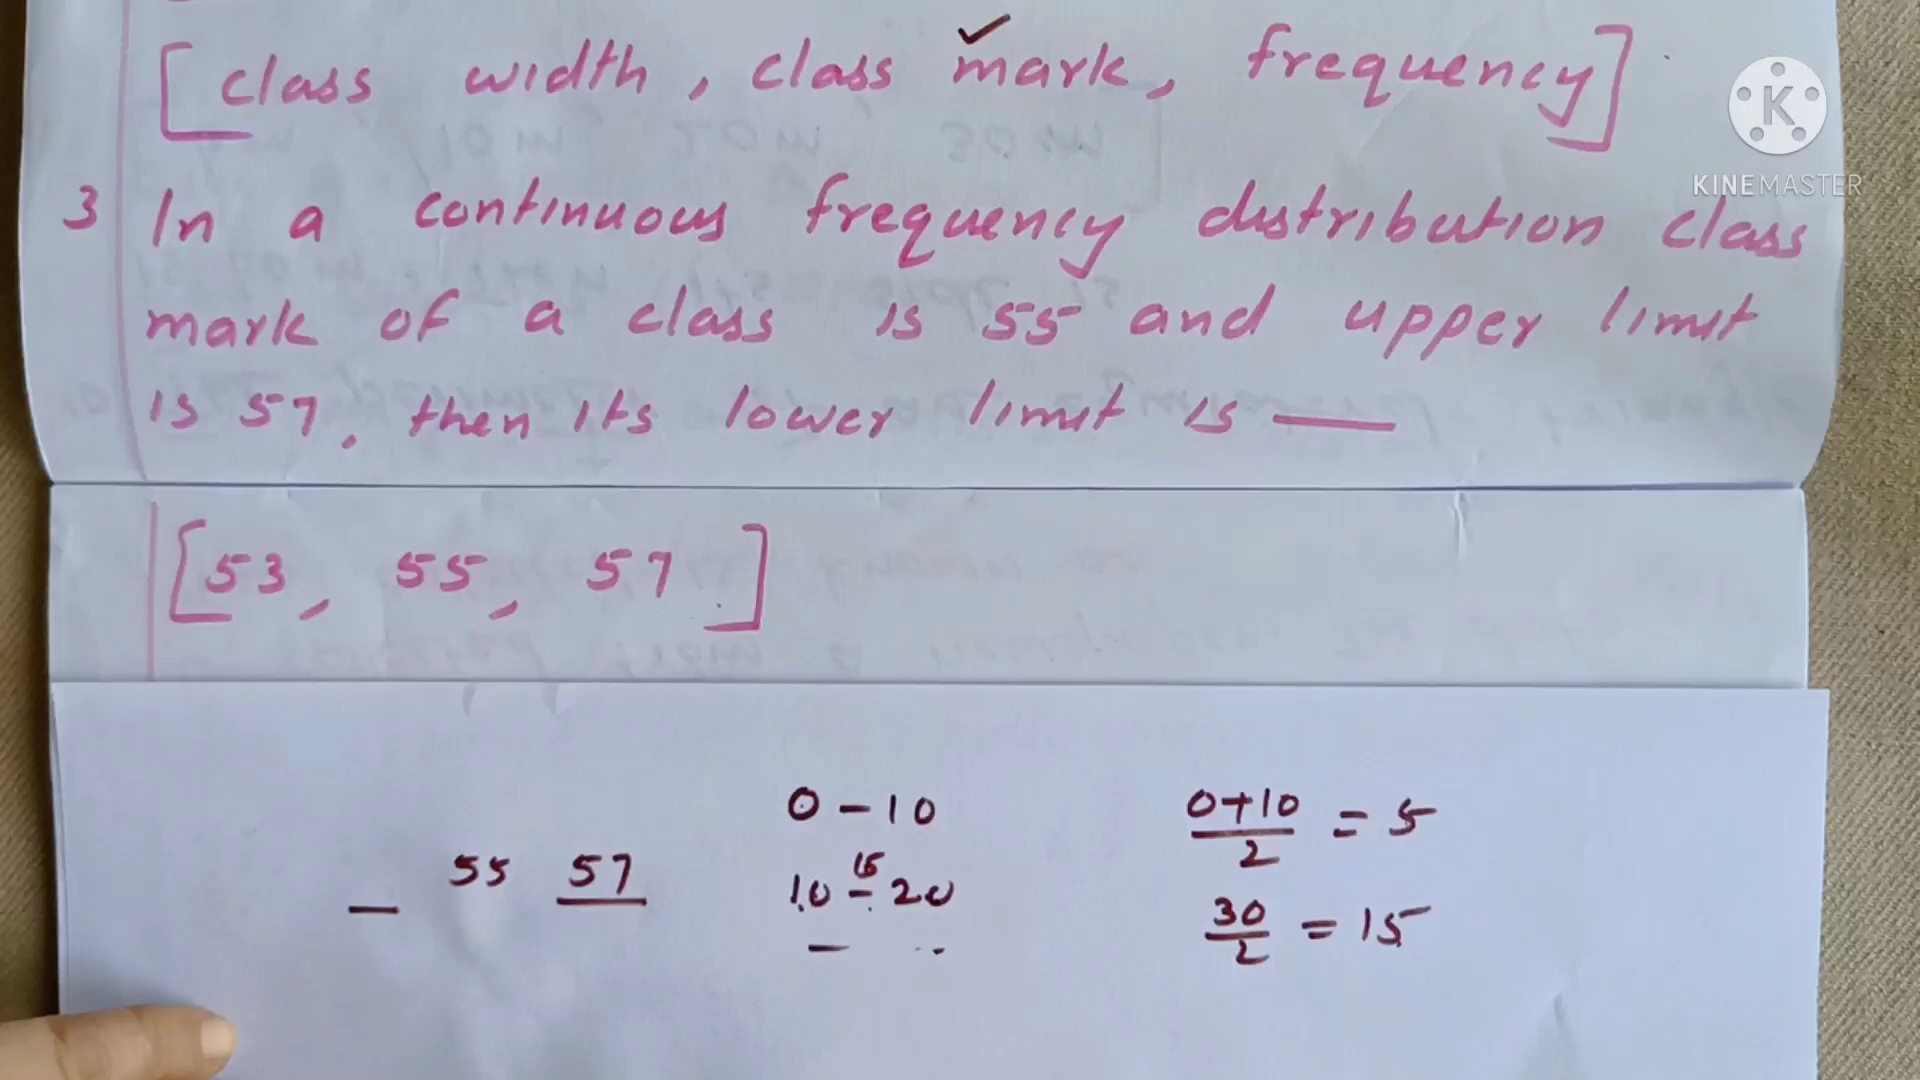 [class width, class mark, frequency]
KINEMASTER
3 In a continuous frequency distribution class
mark of a class is 55 and upper limit
is 57, then its lower limit is —
[53, 55, 57]
0 - 10
0+10/2 = 5
_ 55 57
15
10 - 20
30/2 = 15